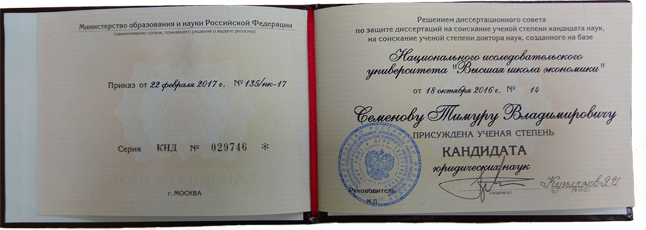 Министерство образования и науки Российской Федерации
(наименование органа, принявшего решение о выдаче диплома)
Приказ от 22 февраля 2017 г. № 135/нк-17
Серия КНД № 029746 *
г. МОСКВА
Решением диссертационного совета
по защите диссертаций на соискание ученой степени кандидата наук,
на соискание ученой степени доктора наук, созданного на базе
Национального исследовательского
университета "Высшая школа экономики"
от 18 октября 2016 г. № 14
Семенову Тимуру Владимировичу
ПРИСУЖДЕНА УЧЕНАЯ СТЕПЕНЬ
КАНДИДАТА
юридических наук
Руководитель
М.П.